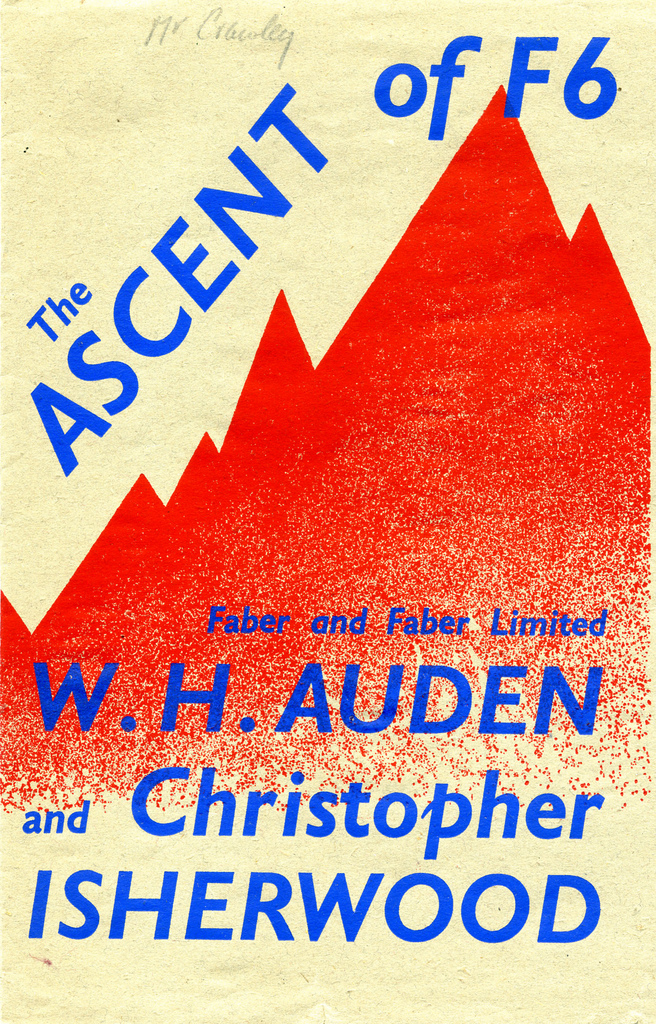 Mr Crawley
The
ASCENT
of F6
Faber and Faber Limited
W. H. AUDEN
and Christopher
ISHERWOOD